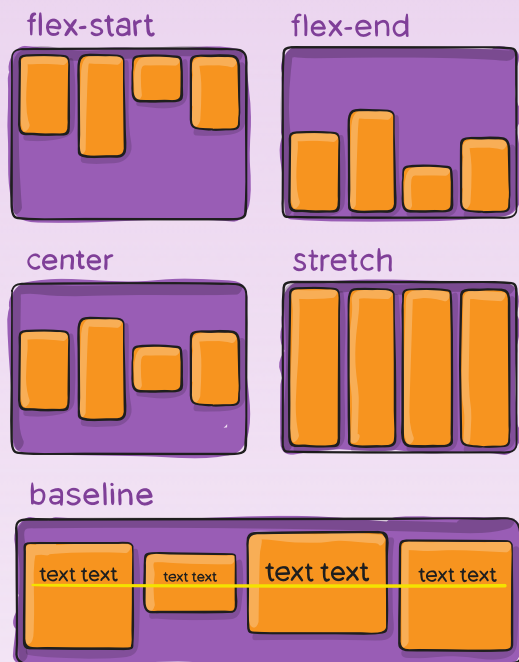 flex-start
flex-end
center
stretch
baseline
text text
text text
text text
text text